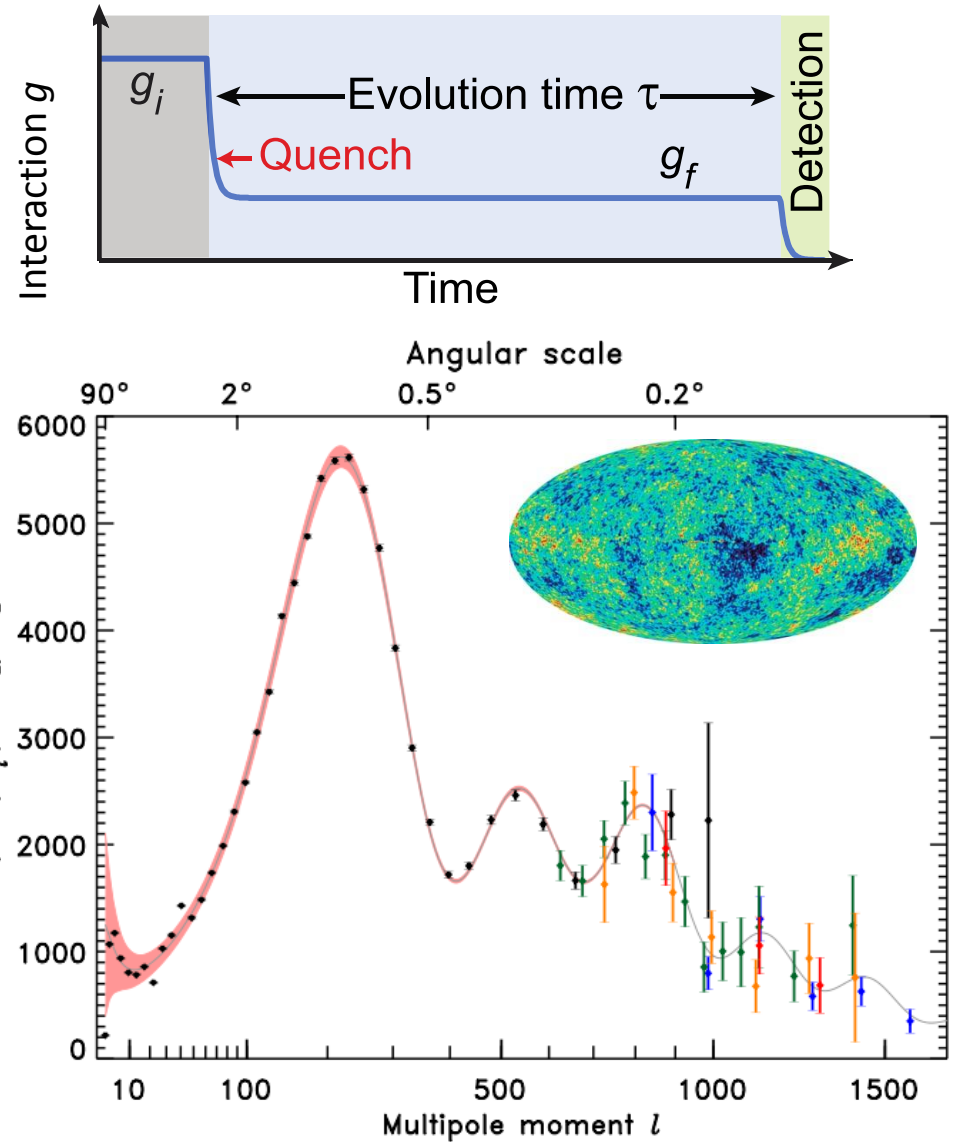 Interaction g
g_i
Evolution time τ
Quench
g_f
Detection
Time
Angular scale
90° 2° 0.5° 0.2°
6000
5000
4000
3000
2000
1000
0
10 100 500 1000 1500
Multipole moment l